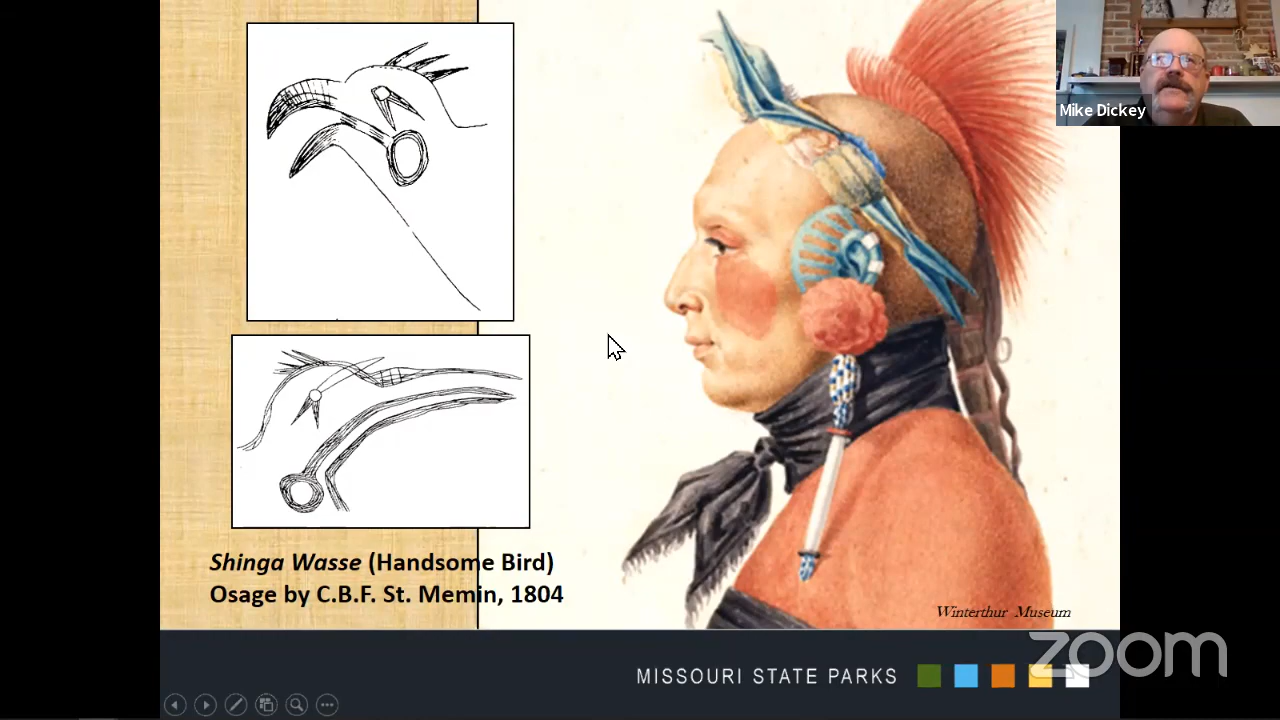 Mike Dickey
Shinga Wasse (Handsome Bird)
Osage by C.B.F. St. Memin, 1804
Winterthur Museum
MISSOURI STATE PARKS
zoom